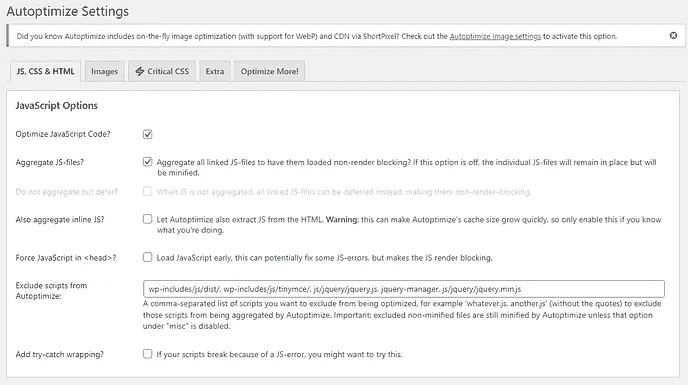 Autoptimize Settings
Did you know Autoptimize includes on-the-fly image optimization (with support for WebP) and CDN via ShortPixel? Check out the Autoptimize Image settings to activate this option.
JS, CSS & HTML
Images
Critical CSS
Extra
Optimize More!
JavaScript Options
Optimize JavaScript Code?
Aggregate JS-files?
Aggregate all linked JS-files to have them loaded non-render blocking? If this option is off, the individual JS-files will remain in place but will
be minified.
Do not aggregate but defer?
When JS is not aggregated, all linked JS-files can be deferred instead, making them non-render-blocking.
Also aggregate inline JS?
Let Autoptimize also extract JS from the HTML. Warning: this can make Autoptimize's cache size grow quickly, so only enable this if you know
what you're doing.
Force JavaScript in <head>?
Load JavaScript early, this can potentially fix some JS-errors, but makes the JS render blocking.
Exclude scripts from
Autoptimize:
wp-includes/js/dist/, wp-includes/js/tinymce/, js/jquery/jquery.js, jquery-manager, js/jquery/jquery.min.js
A comma-separated list of scripts you want to exclude from being optimized, for example 'whatever.js, another.js' (without the quotes) to exclude
those scripts from being aggregated by Autoptimize. Important: excluded non-minified files are still minified by Autoptimize unless that option
under "misc" is disabled.
Add try-catch wrapping?
If your scripts break because of a JS-error, you might want to try this.